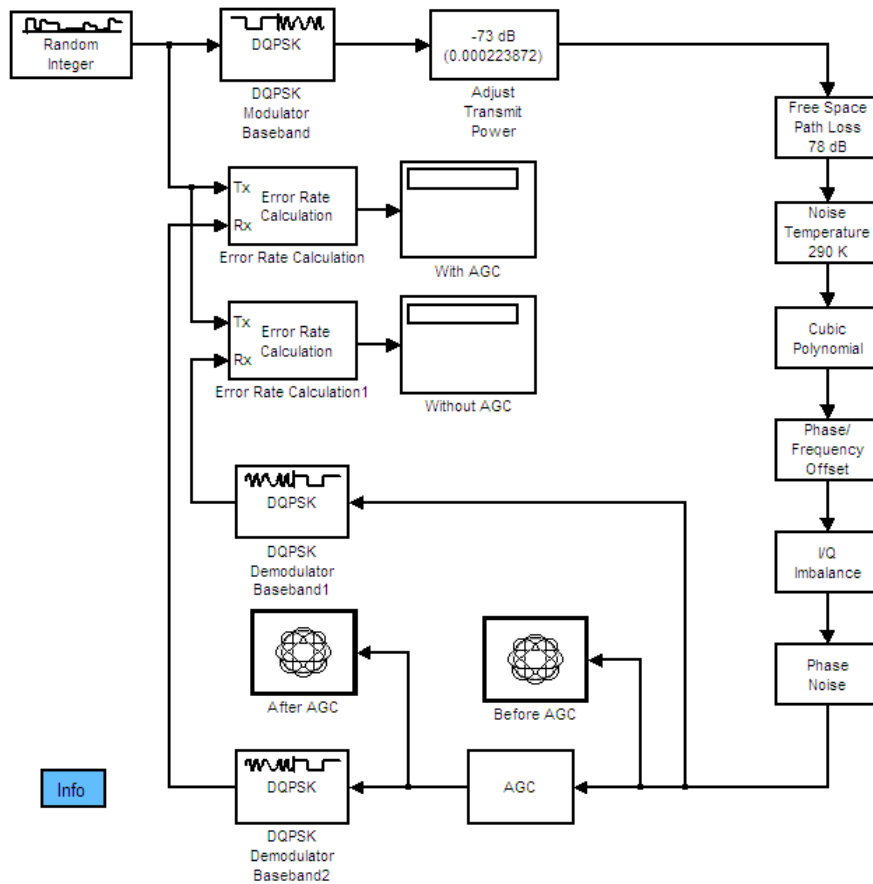 Random
Integer
DQPSK
DQPSK
Modulator
Baseband
-73 dB
(0.000223872)
Adjust
Transmit
Power
Free Space
Path Loss
78 dB
Tx
Rx
Error Rate
Calculation
Error Rate Calculation
With AGC
Noise
Temperature
290 K
Tx
Rx
Error Rate
Calculation
Error Rate Calculation1
Without AGC
Cubic
Polynomial
Phase/
Frequency
Offset
DQPSK
DQPSK
Demodulator
Baseband1
I/Q
Imbalance
After AGC
Before AGC
Phase
Noise
Info
DQPSK
DQPSK
Demodulator
Baseband2
AGC